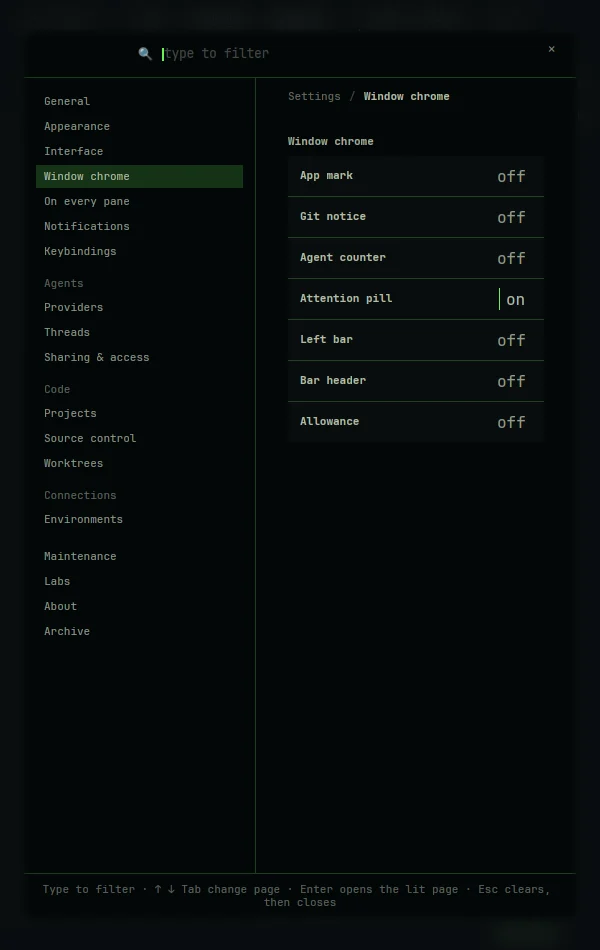 type to filter
×
General
Appearance
Interface
Window chrome
On every pane
Notifications
Keybindings
Agents
Providers
Threads
Sharing & access
Code
Projects
Source control
Worktrees
Connections
Environments
Maintenance
Labs
About
Archive
Settings / Window chrome
Window chrome
App mark off
Git notice off
Agent counter off
Attention pill on
Left bar off
Bar header off
Allowance off
Type to filter · ↑ ↓ Tab change page · Enter opens the lit page · Esc clears,
then closes